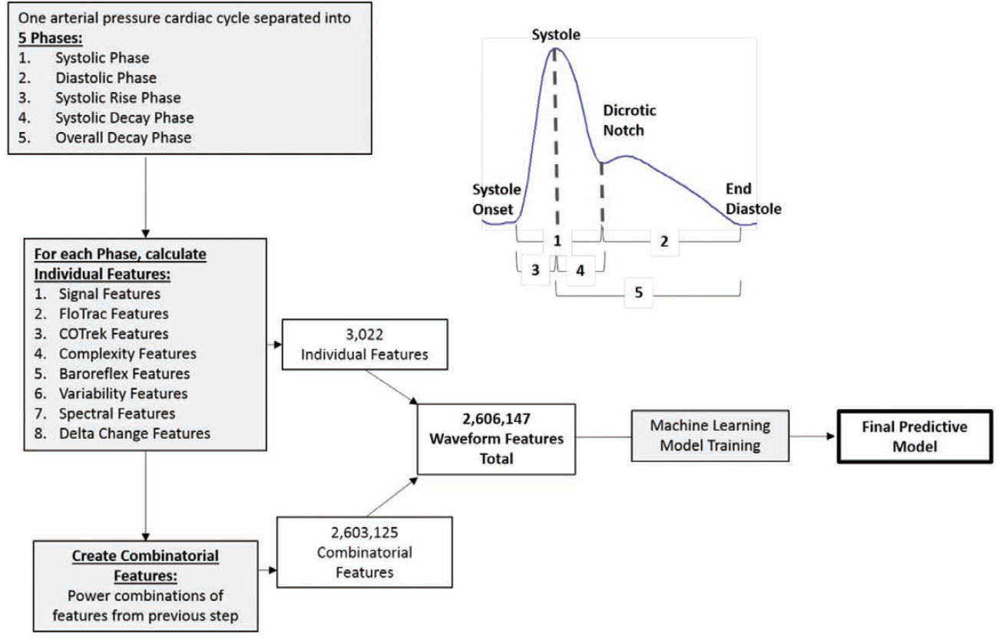 One arterial pressure cardiac cycle separated into
5 Phases:
1. Systolic Phase
2. Diastolic Phase
3. Systolic Rise Phase
4. Systolic Decay Phase
5. Overall Decay Phase
Systole
Dicrotic
Notch
Systole
Onset
End
Diastole
1
2
3
4
5
For each Phase, calculate
Individual Features:
1. Signal Features
2. FloTrac Features
3. COTrek Features
4. Complexity Features
5. Baroreflex Features
6. Variability Features
7. Spectral Features
8. Delta Change Features
3,022
Individual Features
2,606,147
Waveform Features
Total
Machine Learning
Model Training
Final Predictive
Model
2,603,125
Combinatorial
Features
Create Combinatorial
Features:
Power combinations of
features from previous step